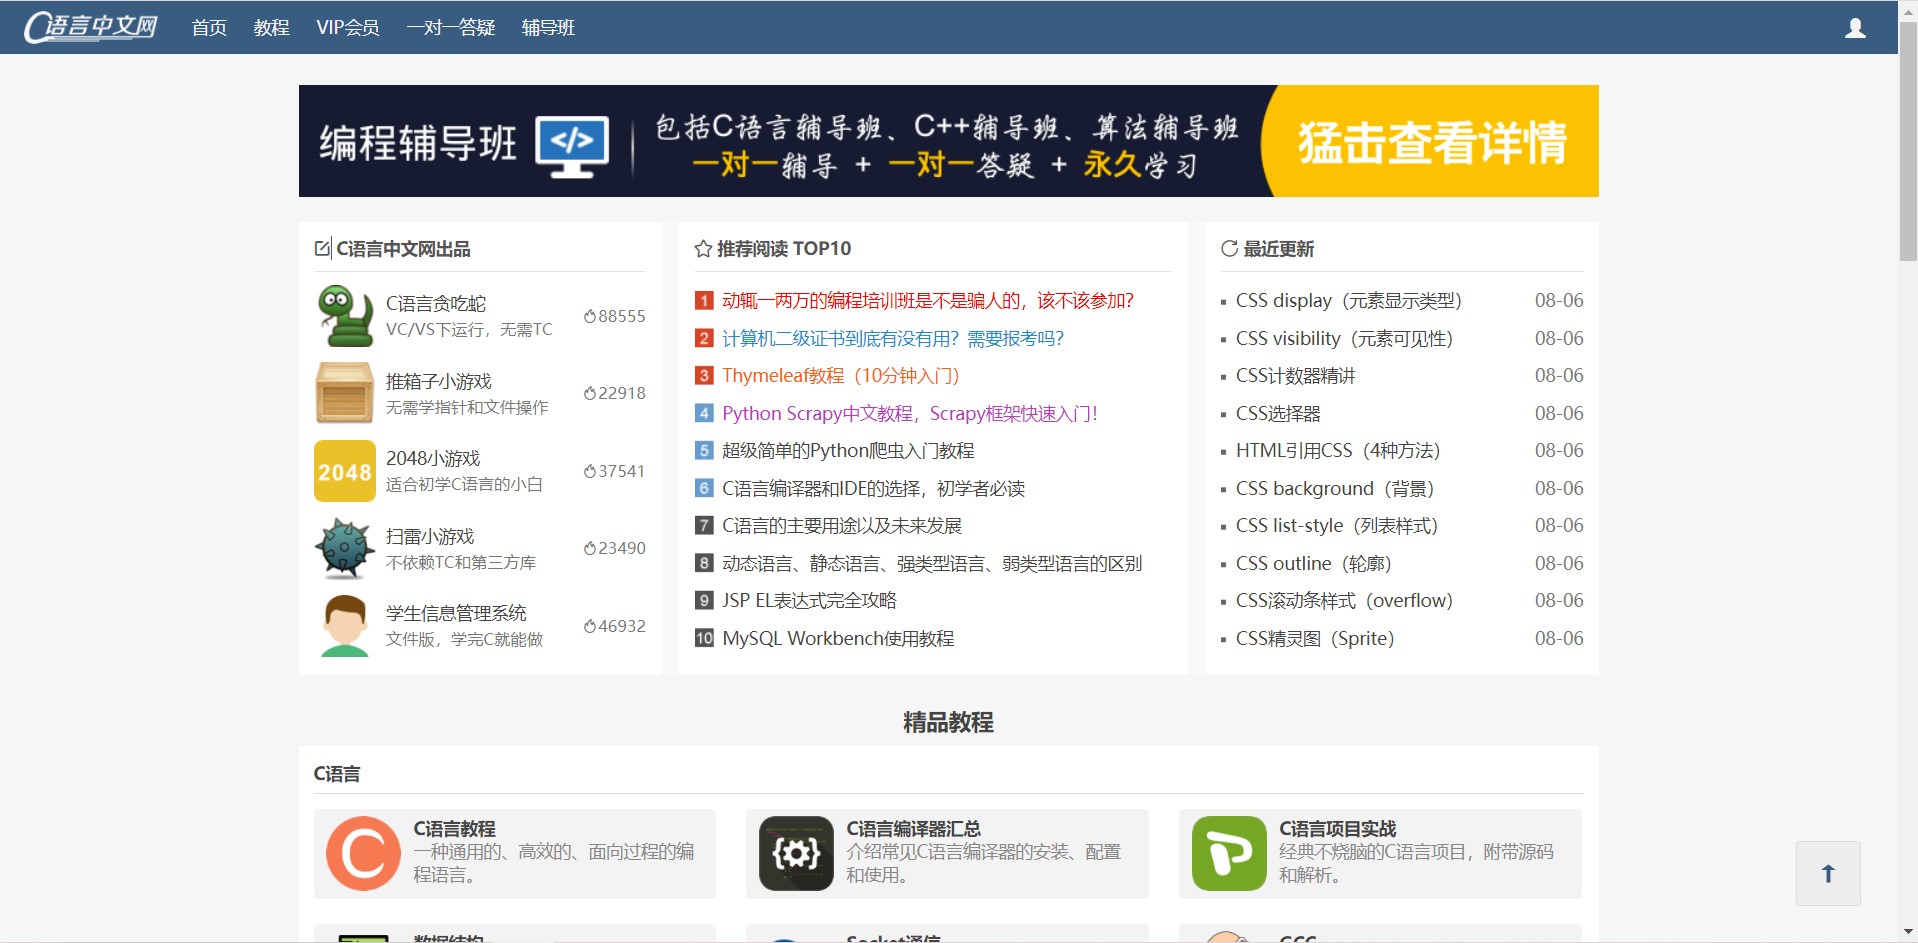 C语言中文网 首页 教程 VIP会员 一对一答疑 辅导班
编程辅导班 </> 包括C语言辅导班、C++辅导班、算法辅导班
一对一辅导 + 一对一答疑 + 永久学习
猛击查看详情
C语言中文网出品
C语言贪吃蛇
VC/VS下运行，无需TC
88555
推箱子小游戏
无需学指针和文件操作
22918
2048
2048小游戏
适合初学C语言的小白
37541
扫雷小游戏
不依赖TC和第三方库
23490
学生信息管理系统
文件版，学完C就能做
46932
推荐阅读 TOP10
1 动辄一两万的编程培训班是不是骗人的，该不该参加？
2 计算机二级证书到底有没有用？需要报考吗？
3 Thymeleaf教程（10分钟入门）
4 Python Scrapy中文教程，Scrapy框架快速入门！
5 超级简单的Python爬虫入门教程
6 C语言编译器和IDE的选择，初学者必读
7 C语言的主要用途以及未来发展
8 动态语言、静态语言、强类型语言、弱类型语言的区别
9 JSP EL表达式完全攻略
10 MySQL Workbench使用教程
最近更新
CSS display（元素显示类型） 08-06
CSS visibility（元素可见性） 08-06
CSS计数器精讲 08-06
CSS选择器 08-06
HTML引用CSS（4种方法） 08-06
CSS background（背景） 08-06
CSS list-style（列表样式） 08-06
CSS outline（轮廓） 08-06
CSS滚动条样式（overflow） 08-06
CSS精灵图（Sprite） 08-06
精品教程
C语言
C语言教程
一种通用的、高效的、面向过程的编
程语言。
C语言编译器汇总
介绍常见C语言编译器的安装、配置
和使用。
C语言项目实战
经典不烧脑的C语言项目，附带源码
和解析。
数据结构
Socket通信
GCC